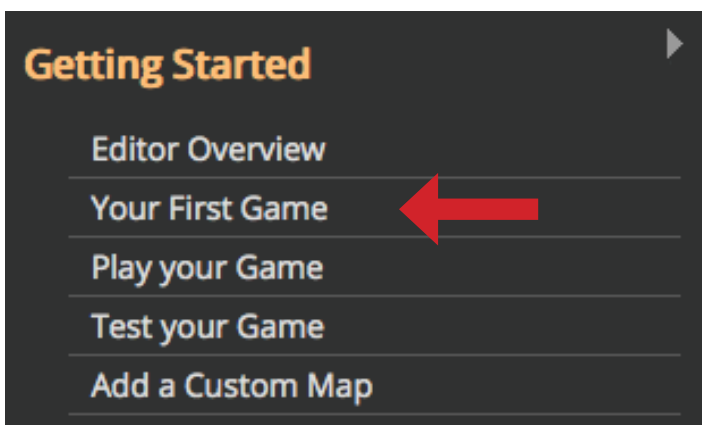 Getting Started
Editor Overview
Your First Game
Play your Game
Test your Game
Add a Custom Map